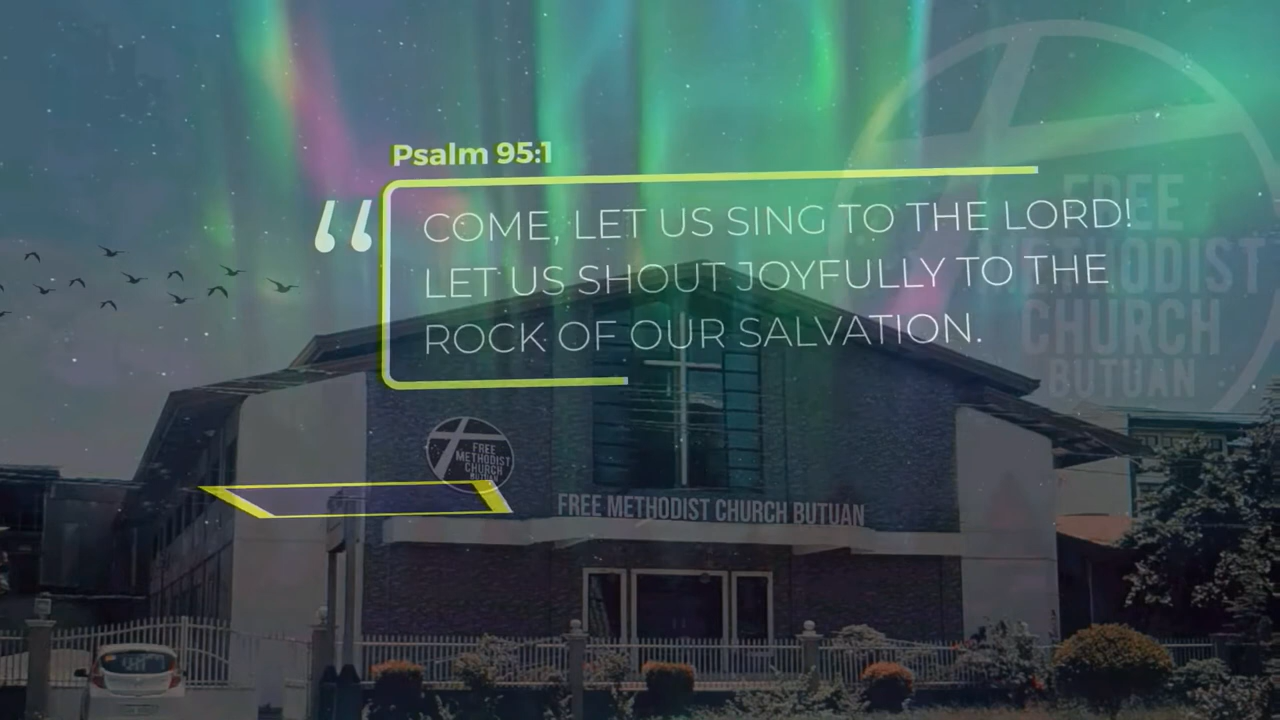 Psalm 95:1
“ COME, LET US SING TO THE LORD!
LET US SHOUT JOYFULLY TO THE
ROCK OF OUR SALVATION.
FREE
METHODIST
CHURCH
BUTUAN
FREE
METHODIST
CHURCH
BUTUAN
FREE METHODIST CHURCH BUTUAN